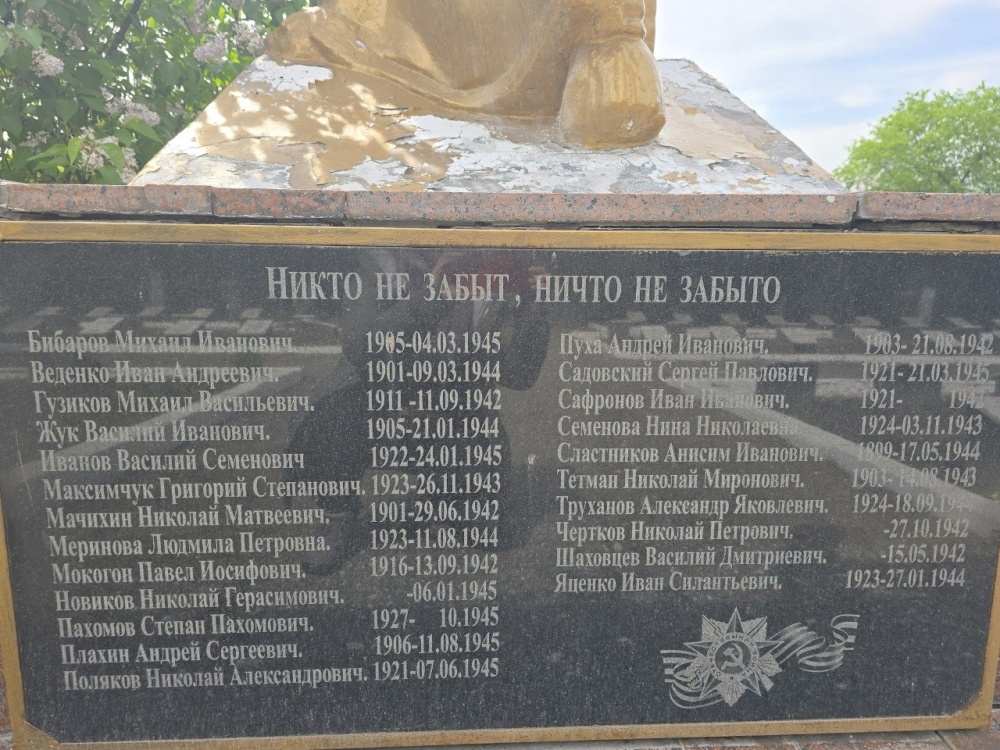 Никто не забыт, ничто не забыто
Бибаров Михаил Иванович 1905-04.03.1945
Веденко Иван Андреевич. 1901-09.03.1944
Гузиков Михаил Васильевич. 1911-11.09.1942
Жук Василий Иванович. 1905-21.01.1944
Иванов Василий Семенович 1922-24.01.1945
Максимчук Григорий Степанович. 1923-26.11.1943
Мачихин Николай Матвеевич. 1901-29.06.1942
Меринова Людмила Петровна. 1923-11.08.1944
Мокогон Павел Иосифович. 1916-13.09.1942
Новиков Николай Герасимович. -06.01.1945
Пахомов Степан Пахомович. 1927- 10.1945
Плахин Андрей Сергеевич. 1906-11.08.1945
Поляков Николай Александрович. 1921-07.06.1945
Пуха Андрей Иванович. 1903-21.08.1942
Садовский Сергей Павлович. 1921-21.03.1945
Сафронов Иван Иванович. 1921-
Семенова Нина Николаевна. 1924-03.11.1943
Сластников Анисим Иванович. 1899-17.05.1944
Тетман Николай Миронович. 1903-14.08.1943
Труханов Александр Яковлевич. 1924-18.09.1944
Чертков Николай Петрович. -27.10.1942
Шаховцев Василий Дмитриевич. -15.05.1942
Яценко Иван Силантьевич. 1923-27.01.1944